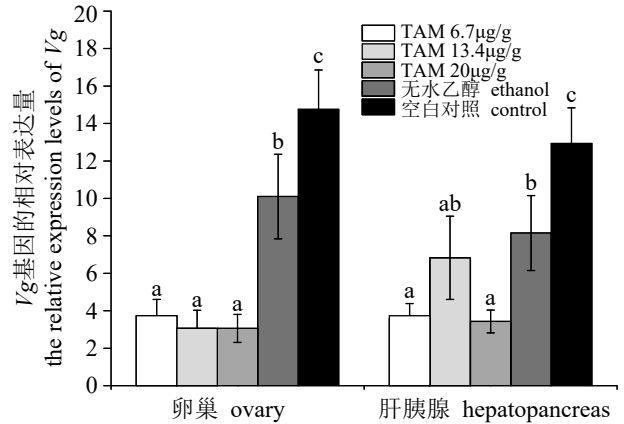 Vg基因的相对表达量
the relative expression levels of Vg
20
18
16
14
12
10
8
6
4
2
0
TAM 6.7μg/g
TAM 13.4μg/g
TAM 20μg/g
无水乙醇 ethanol
空白对照 control
a
a
a
b
c
a
ab
a
b
c
卵巢 ovary
肝胰腺 hepatopancreas